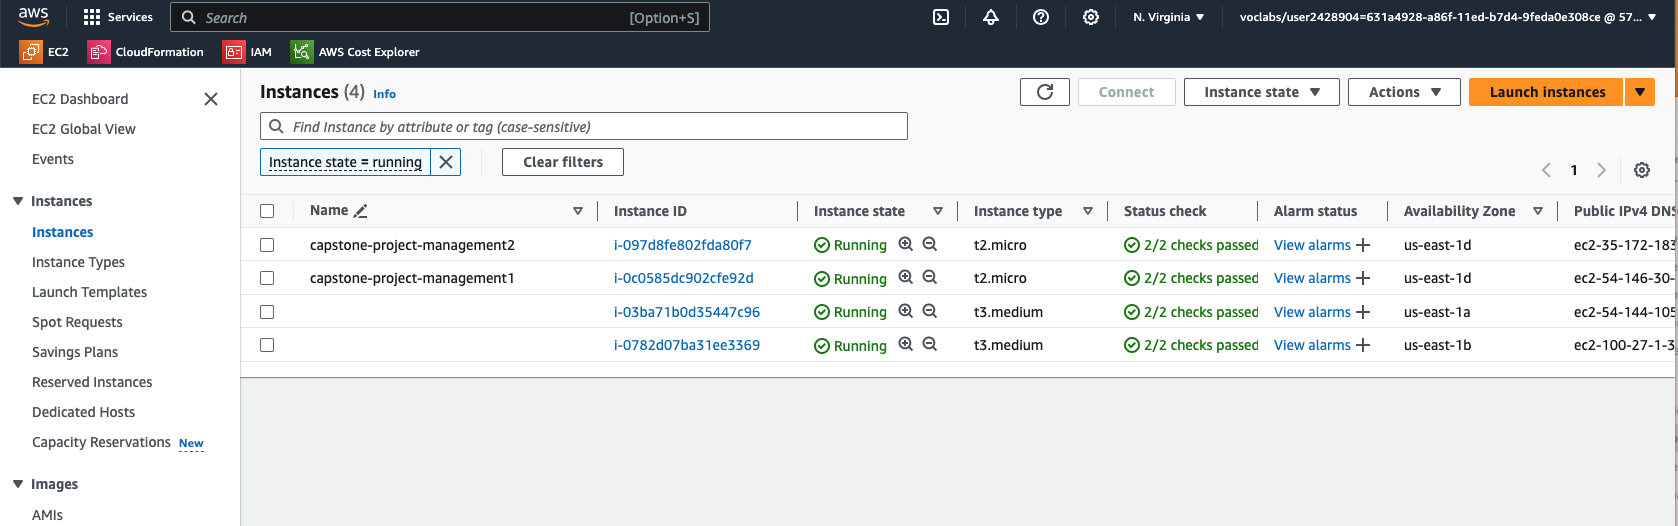 aws Services Search [Option+S] N. Virginia voclabs/user2428904=631a4928-a86f-11ed-b7d4-9feda0e308ce @ 57...
EC2 CloudFormation IAM AWS Cost Explorer
EC2 Dashboard
EC2 Global View
Events
Instances
Instances
Instance Types
Launch Templates
Spot Requests
Savings Plans
Reserved Instances
Dedicated Hosts
Capacity Reservations New
Images
AMIs
Instances (4) Info Connect Instance state Actions Launch instances
Find Instance by attribute or tag (case-sensitive)
Instance state = running Clear filters
1
Name Instance ID Instance state Instance type Status check Alarm status Availability Zone Public IPv4 DNS
capstone-project-management2 i-097d8fe802fda80f7 Running t2.micro 2/2 checks passed View alarms us-east-1d ec2-35-172-183
capstone-project-management1 i-0c0585dc902cfe92d Running t2.micro 2/2 checks passed View alarms us-east-1d ec2-54-146-30-
i-03ba71b0d35447c96 Running t3.medium 2/2 checks passed View alarms us-east-1a ec2-54-144-105
i-0782d07ba31ee3369 Running t3.medium 2/2 checks passed View alarms us-east-1b ec2-100-27-1-3